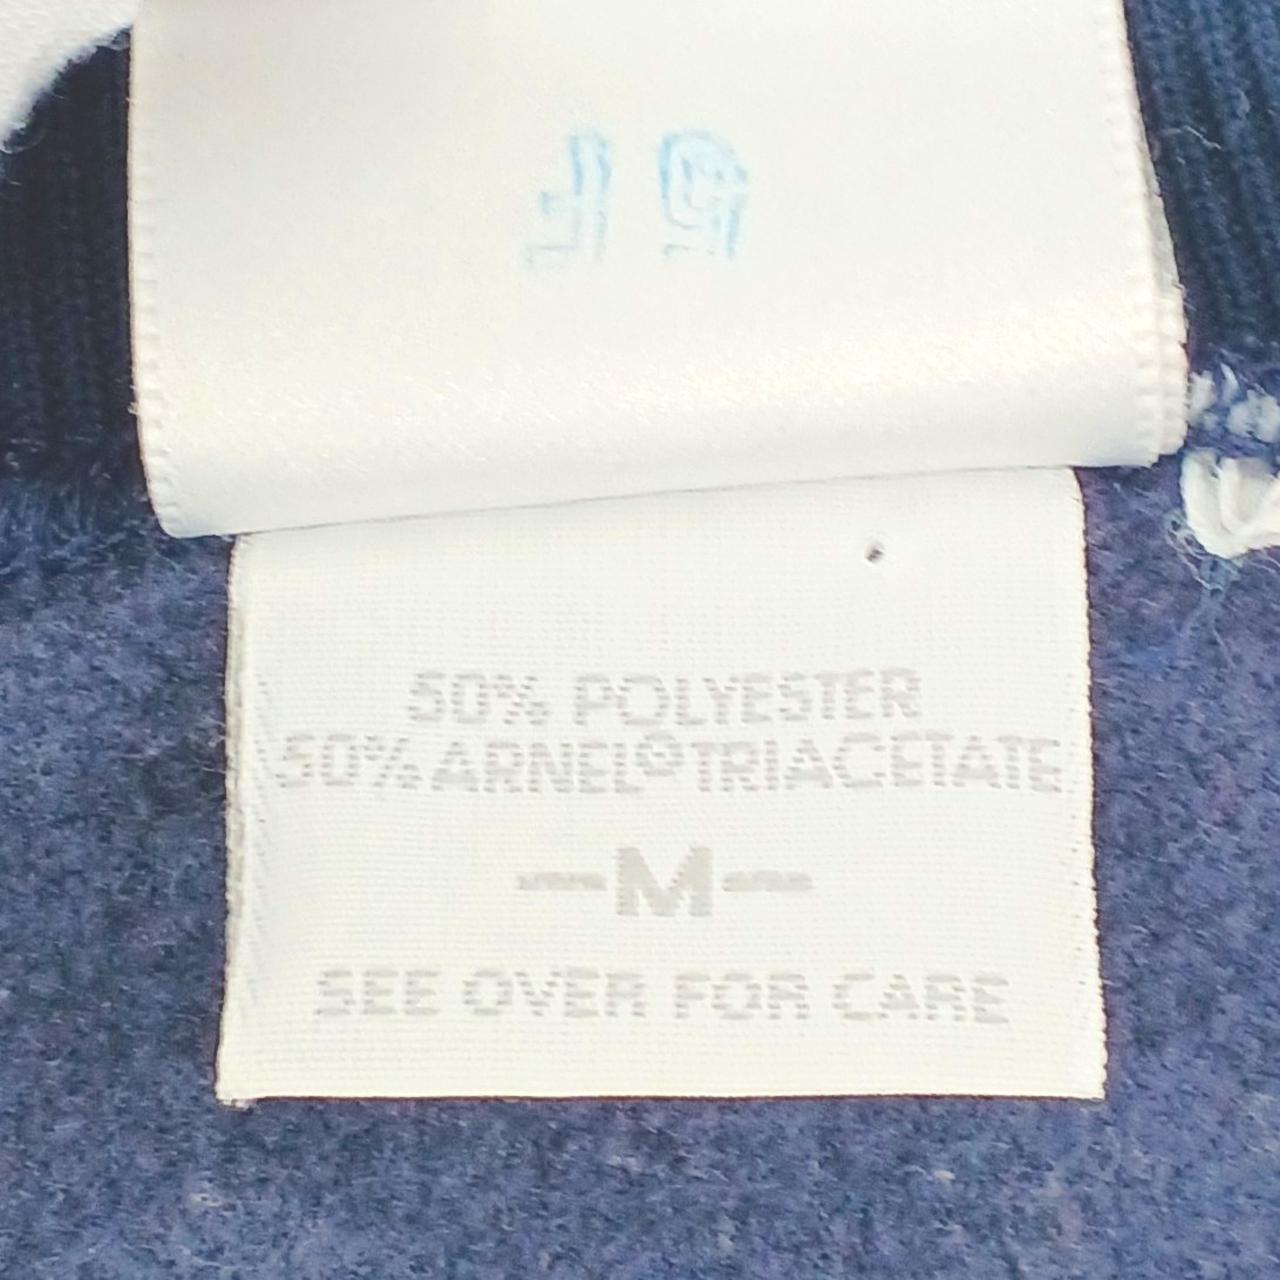 50% POLYESTER
50% ARNEL® TRIACETATE
—M—
SEE OVER FOR CARE